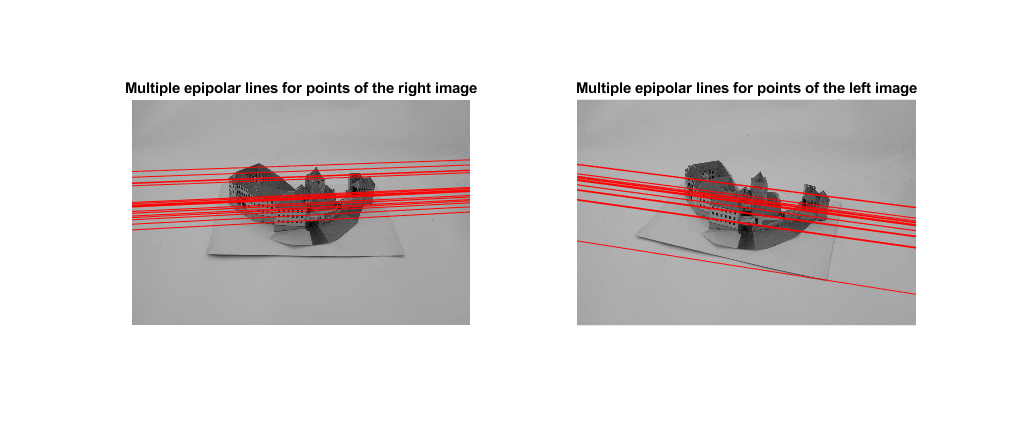 Multiple epipolar lines for points of the right image
Multiple epipolar lines for points of the left image